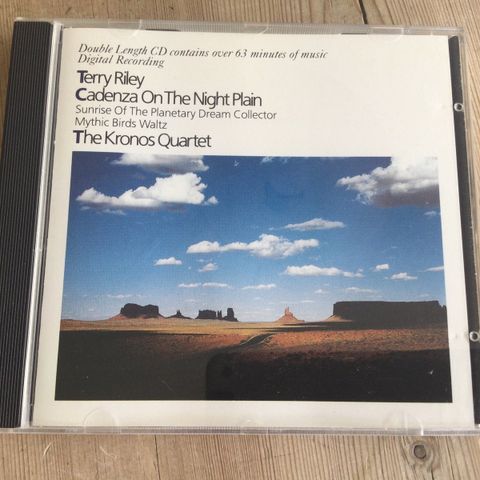 Double Length CD contains over 63 minutes of music
Digital Recording
Terry Riley
Cadenza On The Night Plain
Sunrise Of The Planetary Dream Collector
Mythic Birds Waltz
The Kronos Quartet